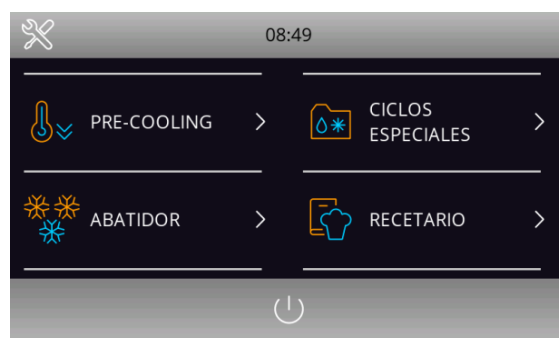 08:49
PRE-COOLING
CICLOS
ESPECIALES
ABATIDOR
RECETARIO